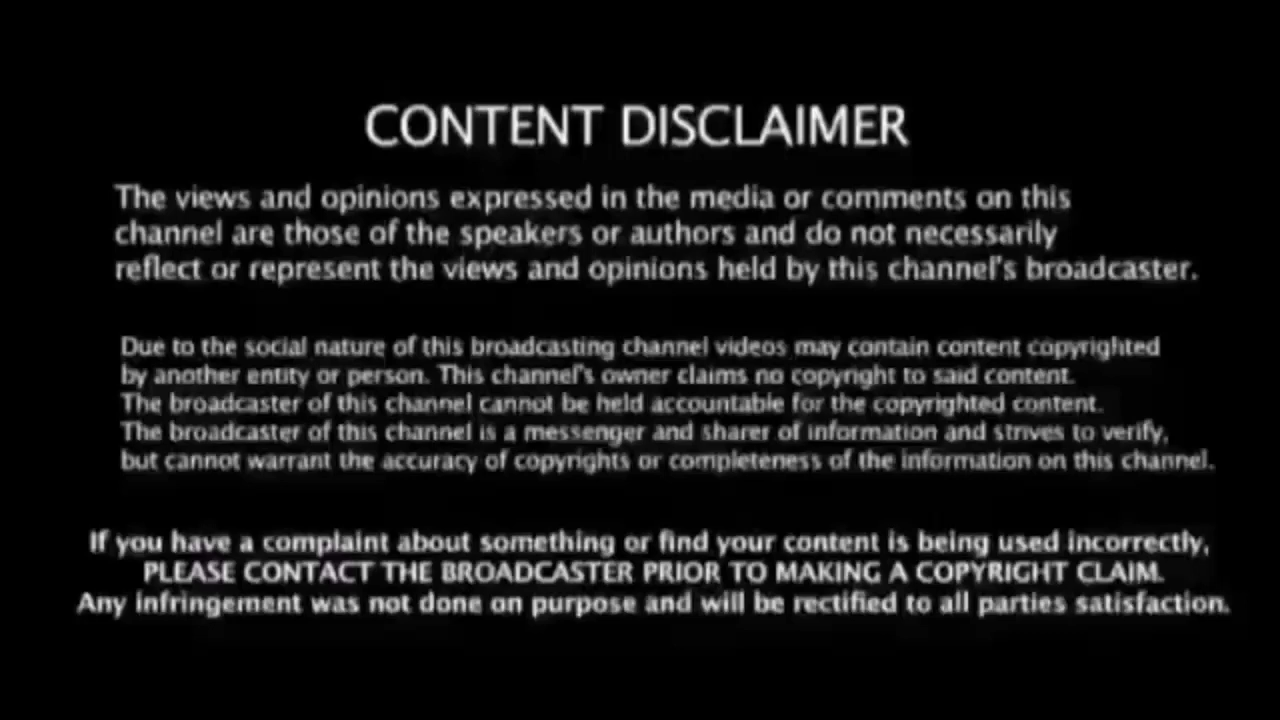 CONTENT DISCLAIMER
The views and opinions expressed in the media or comments on this
channel are those of the speakers or authors and do not necessarily
reflect or represent the views and opinions held by this channel's broadcaster.
Due to the social nature of this broadcasting channel videos may contain content copyrighted
by another entity or person. This channel's owner claims no copyright to said content.
The broadcaster of this channel cannot be held accountable for the copyrighted content.
The broadcaster of this channel is a messenger and sharer of information and strives to verify,
but cannot warrant the accuracy of copyrights or completeness of the information on this channel.
If you have a complaint about something or find your content is being used incorrectly,
PLEASE CONTACT THE BROADCASTER PRIOR TO MAKING A COPYRIGHT CLAIM.
Any infringement was not done on purpose and will be rectified to all parties satisfaction.